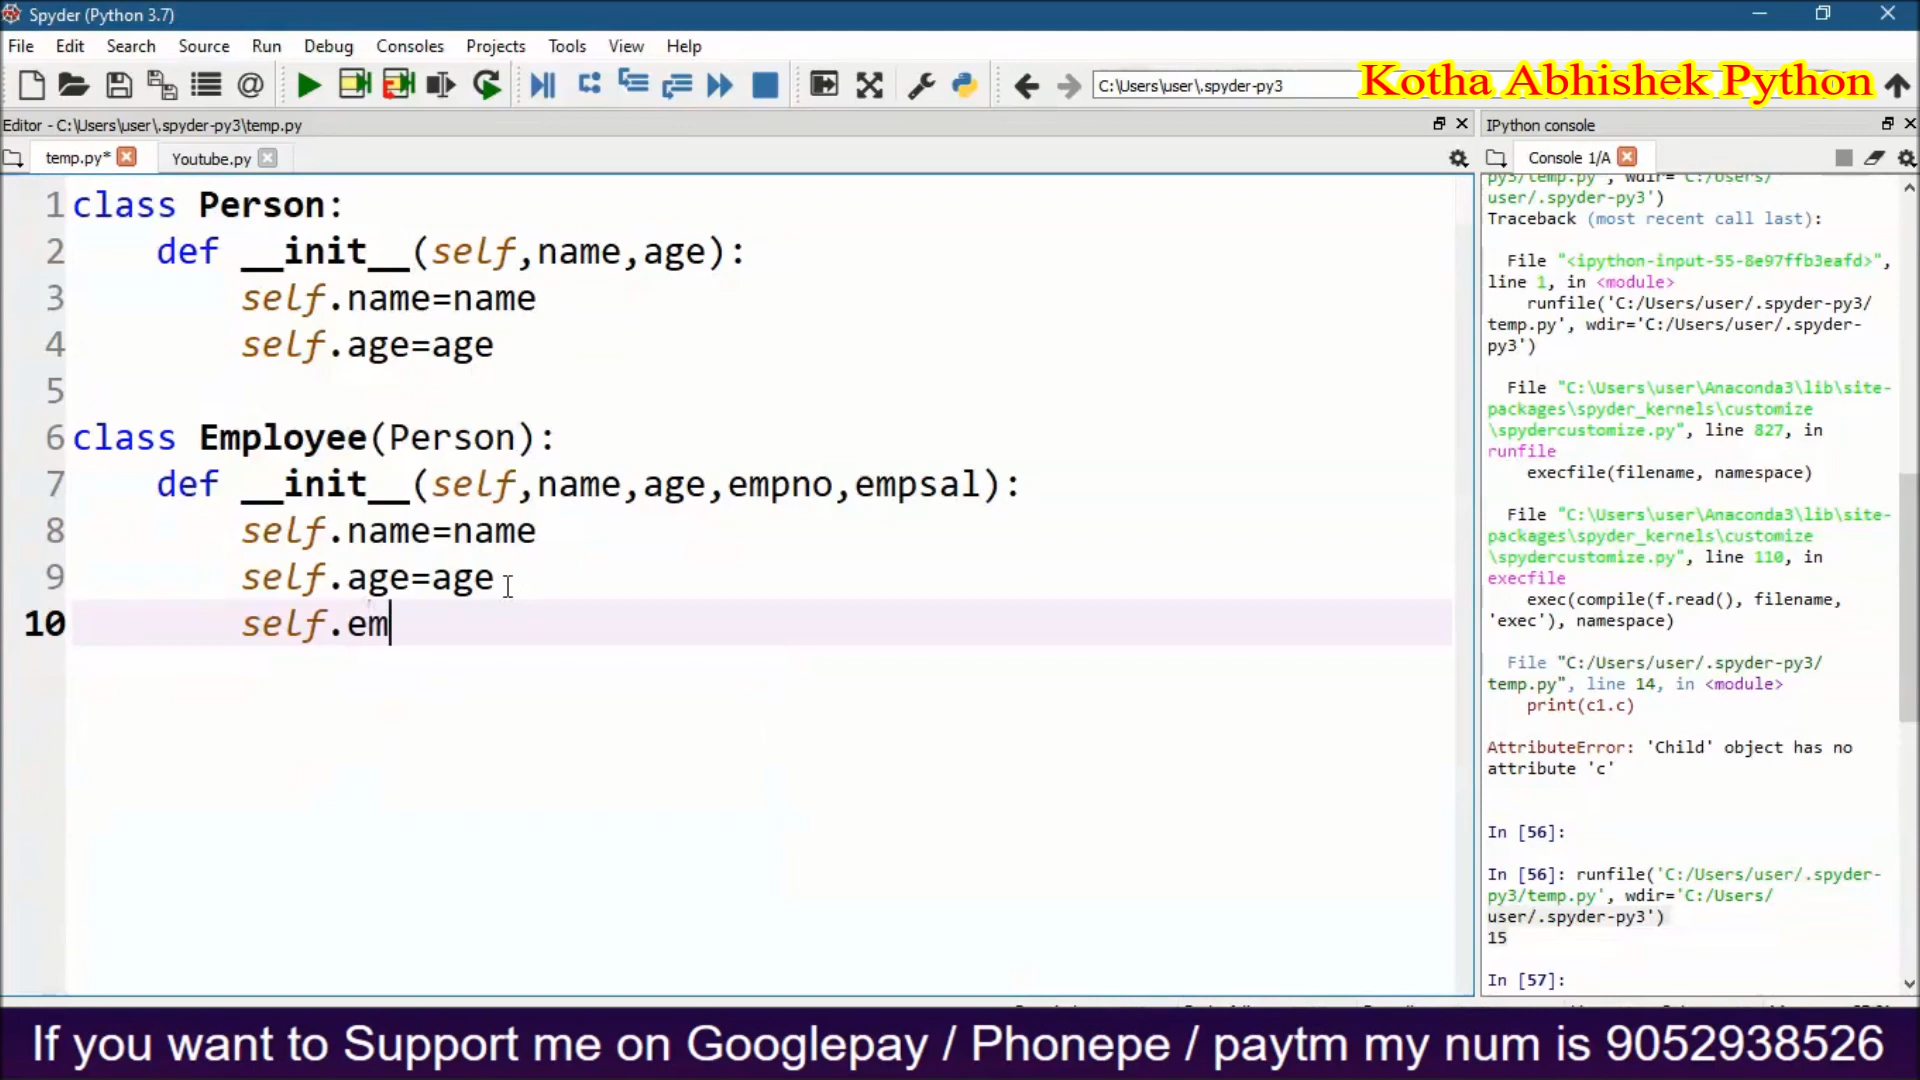 Spyder (Python 3.7)
File Edit Search Source Run Debug Consoles Projects Tools View Help
C:\Users\user\.spyder-py3
Kotha Abhishek Python
Editor - C:\Users\user\.spyder-py3\temp.py
temp.py* Youtube.py
1 class Person:
2 def __init__(self,name,age):
3 self.name=name
4 self.age=age
5
6 class Employee(Person):
7 def __init__(self,name,age,empno,empsal):
8 self.name=name
9 self.age=age
10 self.em
IPython console
Console 1/A
py3/temp.py', wdir='C:/Users/
user/.spyder-py3')
Traceback (most recent call last):
File "<ipython-input-55-8e97ffb3eafd>",
line 1, in <module>
runfile('C:/Users/user/.spyder-py3/
temp.py', wdir='C:/Users/user/.spyder-
py3')
File "C:\Users\user\Anaconda3\lib\site-
packages\spyder_kernels\customize
\spydercustomize.py", line 827, in
runfile
execfile(filename, namespace)
File "C:\Users\user\Anaconda3\lib\site-
packages\spyder_kernels\customize
\spydercustomize.py", line 110, in
execfile
exec(compile(f.read(), filename,
'exec'), namespace)
File "C:/Users/user/.spyder-py3/
temp.py", line 14, in <module>
print(c1.c)
AttributeError: 'Child' object has no
attribute 'c'
In [56]:
In [56]: runfile('C:/Users/user/.spyder-
py3/temp.py', wdir='C:/Users/
user/.spyder-py3')
15
In [57]:
If you want to Support me on Googlepay / Phonepe / paytm my num is 9052938526